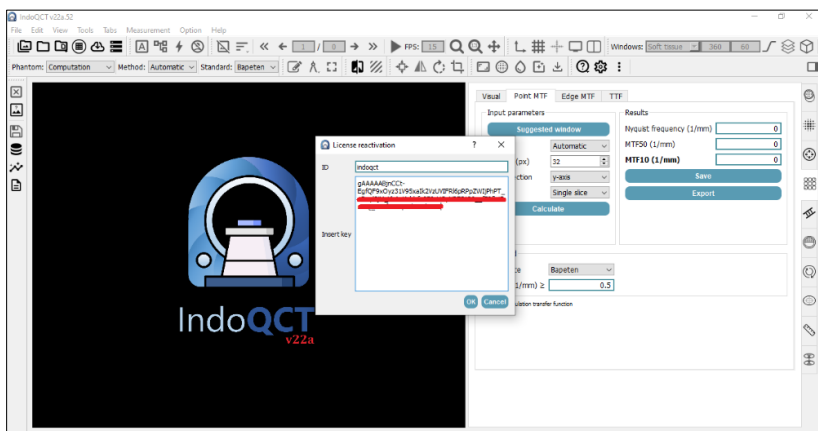 IndoQCT v22a.52
File Edit View Tools Tabs Measurement Option Help
1 / 0 FPS: 15 Windows: Soft tissue 360 60
Phantom: Computation Method: Automatic Standard: Bapeten
Visual Point MTF Edge MTF TTF
Input parameters
Suggested window
Automatic
(px) 32
y-axis
Single slice
Calculate
Results
Nyquist frequency (1/mm) 0
MTF50 (1/mm) 0
MTF10 (1/mm) 0
Save
Export
License reactivation ? X
ID indoqct
Insert key
OK Cancel
Bapeten
(1/mm) ≥ 0.5
transfer function
IndoQCT
v22a